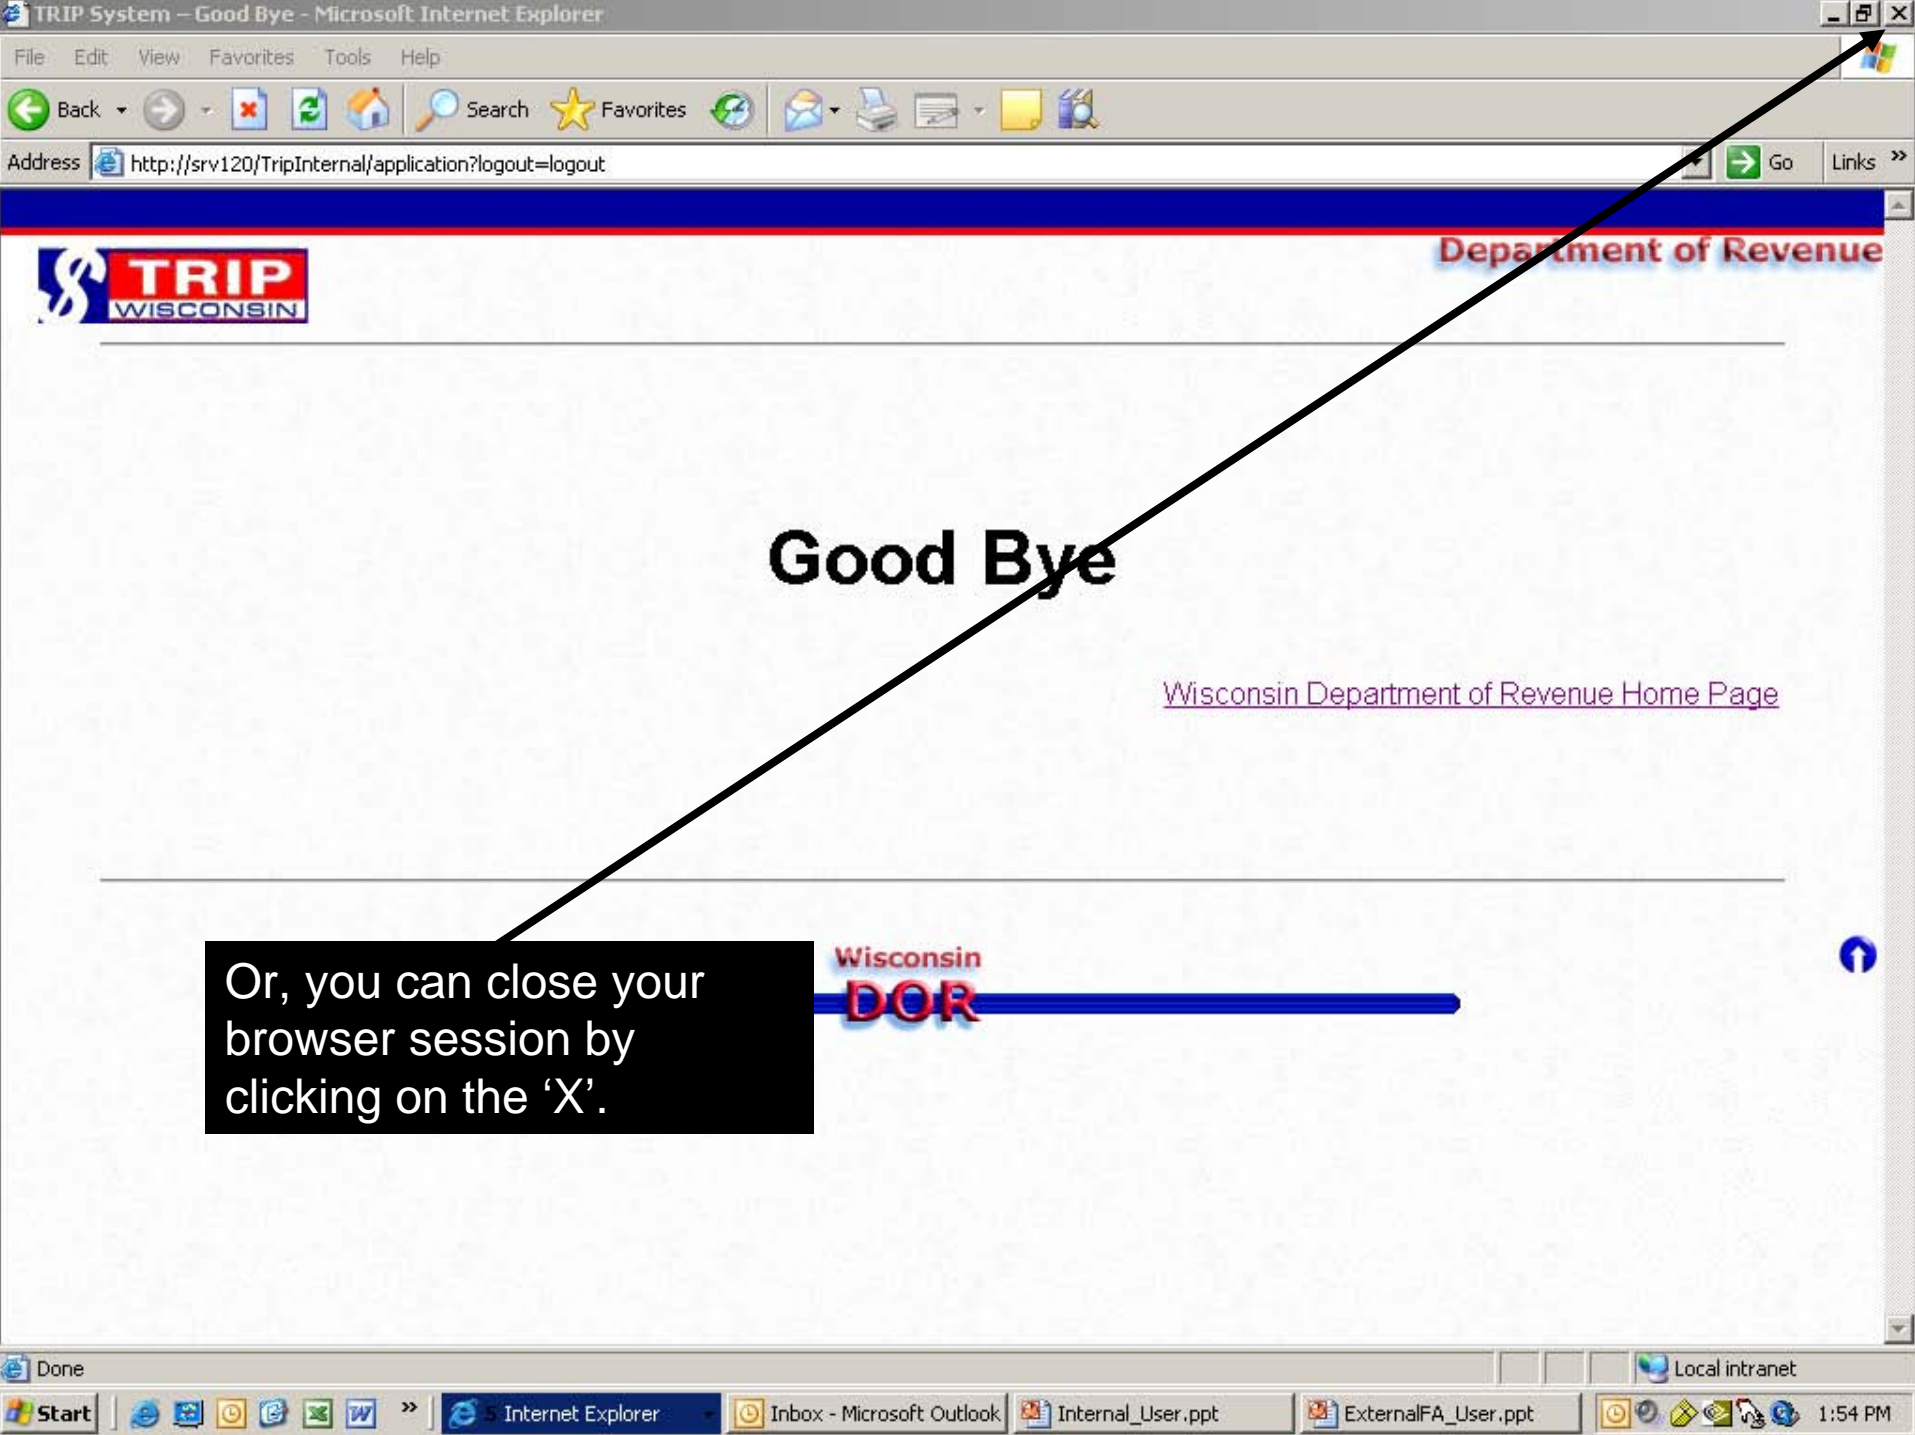 TRIP System – Good Bye - Microsoft Internet Explorer
File Edit View Favorites Tools Help
Back Search Favorites
Address http://srv120/TripInternal/application?logout=logout Go Links »
Department of Revenue
TRIP
WISCONSIN
Good Bye
Wisconsin Department of Revenue Home Page
Or, you can close your
browser session by
clicking on the ‘X’.
Wisconsin
DOR
Done Local intranet
Start » 5 Internet Explorer Inbox - Microsoft Outlook Internal_User.ppt ExternalFA_User.ppt 1:54 PM